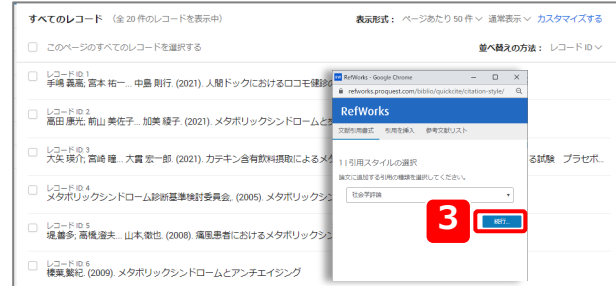 すべてのレコード （全 20 件のレコードを表示中）
表示形式： ページあたり 50 件 通常表示 カスタマイズする
このページのすべてのレコードを選択する
並べ替えの方法： レコード ID
レコード ID: 1
手嶋 義高; 宮本 祐一... 中島 則行. (2021). 人間ドックにおけるロコモ健診の
レコード ID: 2
高田 康光; 前山 美佐子... 加美 綾子. (2021). メタボリックシンドロームと
レコード ID: 3
大矢 瑛介; 宮崎 瞳... 大貫 宏一郎. (2021). カテキン含有飲料摂取によるメタ
る試験 プラセボ...
レコード ID: 4
メタボリックシンドローム診断基準検討委員会,. (2005). メタボリックシン
レコード ID: 5
堤,善多; 高橋,澄夫... 山本,徹也. (2008). 痛風患者におけるメタボリックシン
レコード ID: 6
榛葉,繁紀. (2009). メタボリックシンドロームとアンチエイジング
RefWorks - Google Chrome
refworks.proquest.com/biblio/quickcite/citation-style/
RefWorks
文献引用書式 引用を挿入 参考文献リスト
1 | 引用スタイルの選択
論文に追加する引用の種類を選択してください。
社会学評論
3
続行...